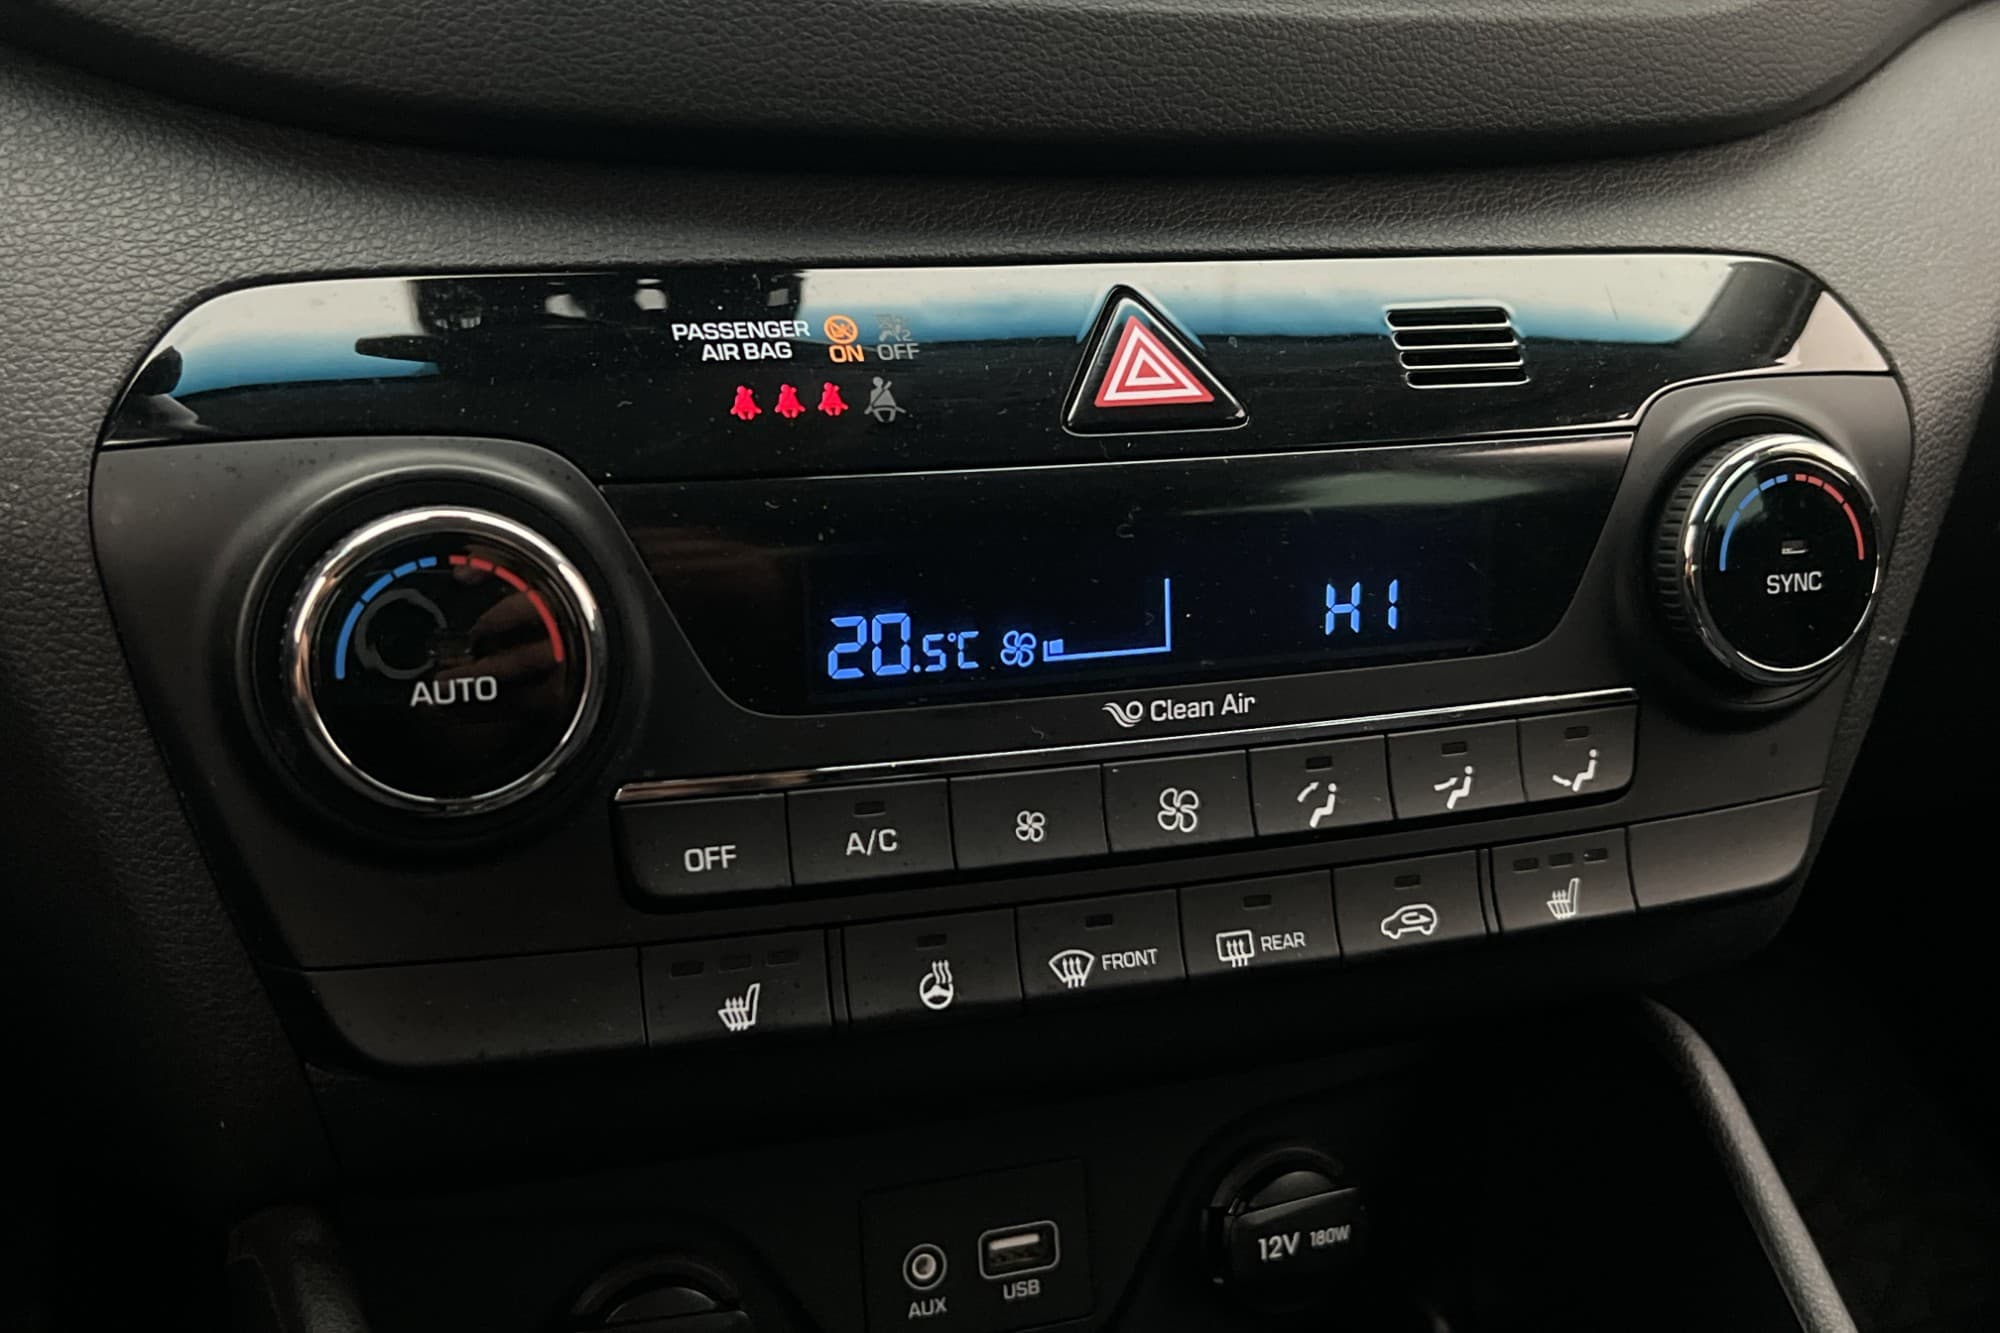 PASSENGER
AIR BAG
ON
OFF
20.5°C
HI
AUTO
SYNC
Clean Air
OFF
A/C
FRONT
REAR
AUX
USB
12V 180W